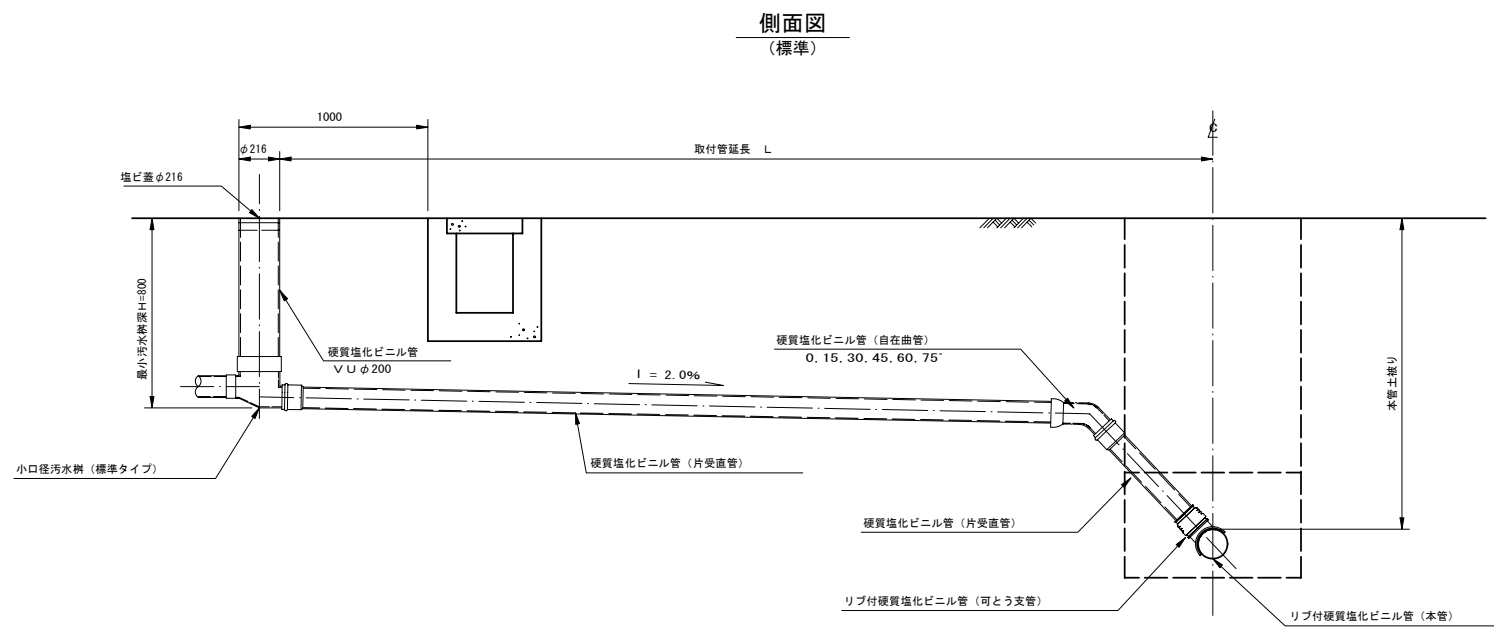 側面図
(標準)
1000
φ216
取付管延長 L
塩ビ蓋φ216
最小汚水桝深H=800
硬質塩化ビニル管
VUφ200
I = 2.0%
硬質塩化ビニル管 (自在曲管)
0, 15, 30, 45, 60, 75°
本管土被り
小口径汚水桝 (標準タイプ)
硬質塩化ビニル管 (片受直管)
硬質塩化ビニル管 (片受直管)
リブ付硬質塩化ビニル管 (可とう支管)
リブ付硬質塩化ビニル管 (本管)